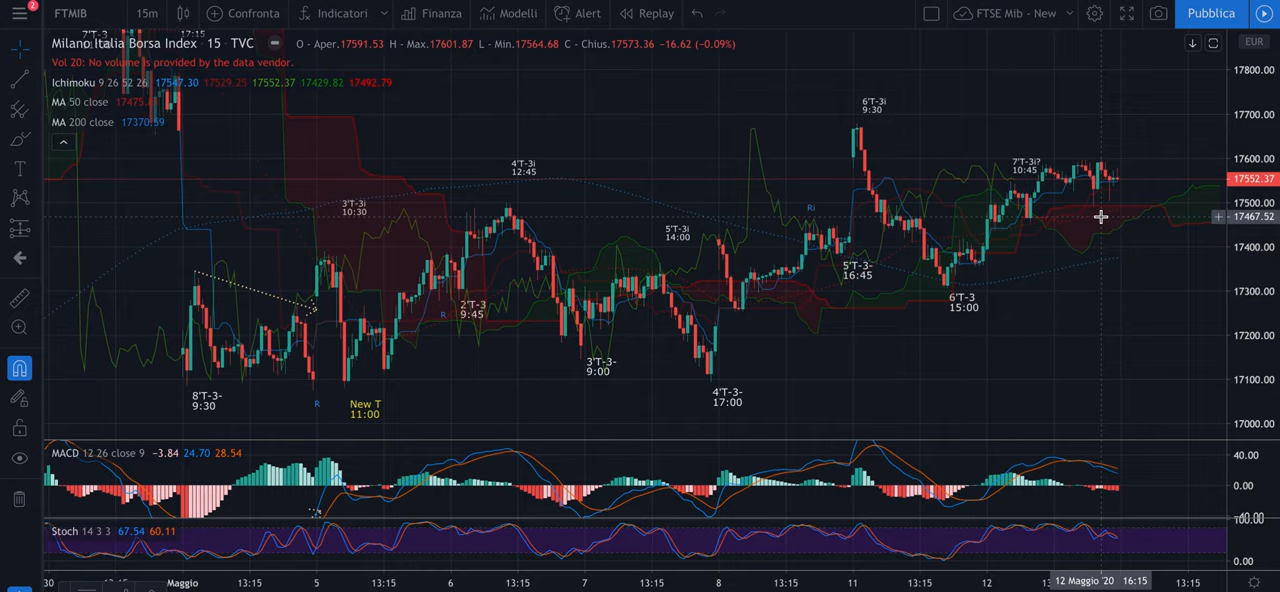 2
FTMIB 15m Confronta Indicatori Finanza Modelli Alert Replay FTSE Mib - New Pubblica
17:15
Milano Italia Borsa Index · 15 · TVC O - Aper.17591.53 H - Max.17601.87 L - Min.17564.68 C - Chius.17573.36 -16.62 (-0.09%)
EUR
Vol 20: No volume is provided by the data vendor.
Ichimoku 9 26 52 26 17547.30 17529.25 17552.37 17429.82 17492.79
MA 50 close
MA 200 close 17370.59
17800.00
17700.00
17600.00
17552.37
17500.00
17467.52
17400.00
17300.00
17200.00
17100.00
17000.00
6'T-3i
9:30
4'T-3i
12:45
7'T-3i?
10:45
3'T-3i
10:30
Ri
5'T-3i
14:00
5'T-3-
16:45
6'T-3
15:00
2'T-3
9:45
R
3'T-3-
9:00
8'T-3-
9:30
R
New T
11:00
4'T-3-
17:00
MACD 12 26 close 9 −3.84 24.70 28.54
40.00
0.00
Stoch 14 3 3 67.54 60.11
0.00
30 Maggio 13:15 5 13:15 6 13:15 7 13:15 8 13:15 11 13:15 12 12 Maggio '20 16:15 13:15